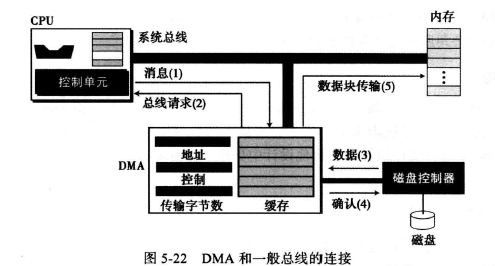 CPU
系统总线
内存
控制单元
消息(1)
总线请求(2)
数据块传输(5)
DMA
地址
控制
传输字节数
缓存
数据(3)
确认(4)
磁盘控制器
磁盘
图 5-22 DMA 和一般总线的连接